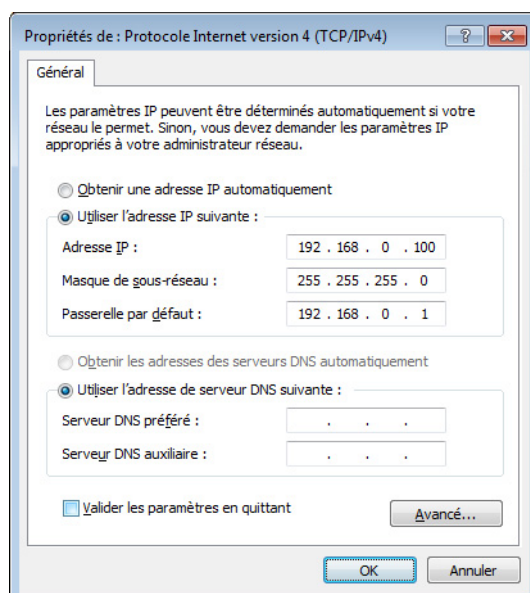 Propriétés de : Protocole Internet version 4 (TCP/IPv4)
Général
Les paramètres IP peuvent être déterminés automatiquement si votre
réseau le permet. Sinon, vous devez demander les paramètres IP
appropriés à votre administrateur réseau.
Obtenir une adresse IP automatiquement
Utiliser l'adresse IP suivante :
Adresse IP : 192 . 168 . 0 . 100
Masque de sous-réseau : 255 . 255 . 255 . 0
Passerelle par défaut : 192 . 168 . 0 . 1
Obtenir les adresses des serveurs DNS automatiquement
Utiliser l'adresse de serveur DNS suivante :
Serveur DNS préféré : . . .
Serveur DNS auxiliaire : . . .
Valider les paramètres en quittant
Avancé...
OK Annuler